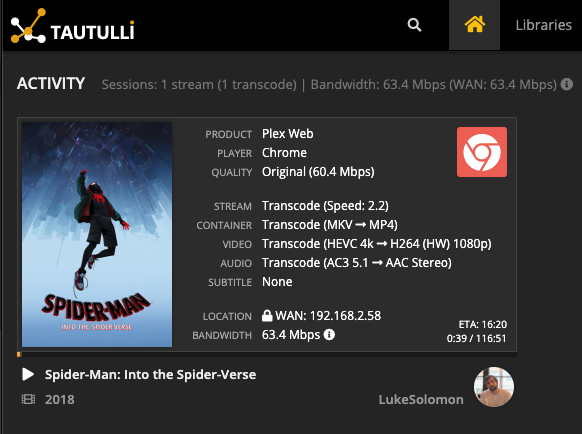 TAUTULLI
Libraries
ACTIVITY Sessions: 1 stream (1 transcode) | Bandwidth: 63.4 Mbps (WAN: 63.4 Mbps)
PRODUCT Plex Web
PLAYER Chrome
QUALITY Original (60.4 Mbps)
STREAM Transcode (Speed: 2.2)
CONTAINER Transcode (MKV → MP4)
VIDEO Transcode (HEVC 4k → H264 (HW) 1080p)
AUDIO Transcode (AC3 5.1 → AAC Stereo)
SUBTITLE None
LOCATION WAN: 192.168.2.58
BANDWIDTH 63.4 Mbps
ETA: 16:20
0:39 / 116:51
SPIDER-MAN
INTO THE SPIDER-VERSE
Spider-Man: Into the Spider-Verse
2018
LukeSolomon